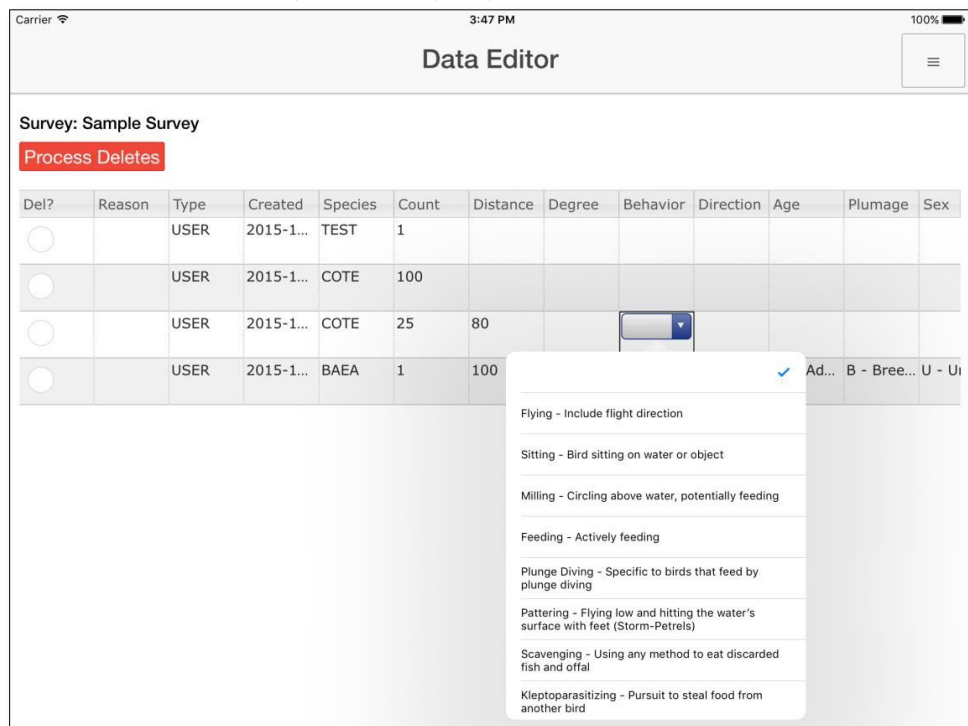 Carrier
3:47 PM
100%
Data Editor
Survey: Sample Survey
Process Deletes
Del? Reason Type Created Species Count Distance Degree Behavior Direction Age Plumage Sex
USER 2015-1... TEST 1
USER 2015-1... COTE 100
USER 2015-1... COTE 25 80
USER 2015-1... BAEA 1 100 Ad... B - Bree... U - Un
Flying - Include flight direction
Sitting - Bird sitting on water or object
Milling - Circling above water, potentially feeding
Feeding - Actively feeding
Plunge Diving - Specific to birds that feed by
plunge diving
Pattering - Flying low and hitting the water's
surface with feet (Storm-Petrels)
Scavenging - Using any method to eat discarded
fish and offal
Kleptoparasitizing - Pursuit to steal food from
another bird